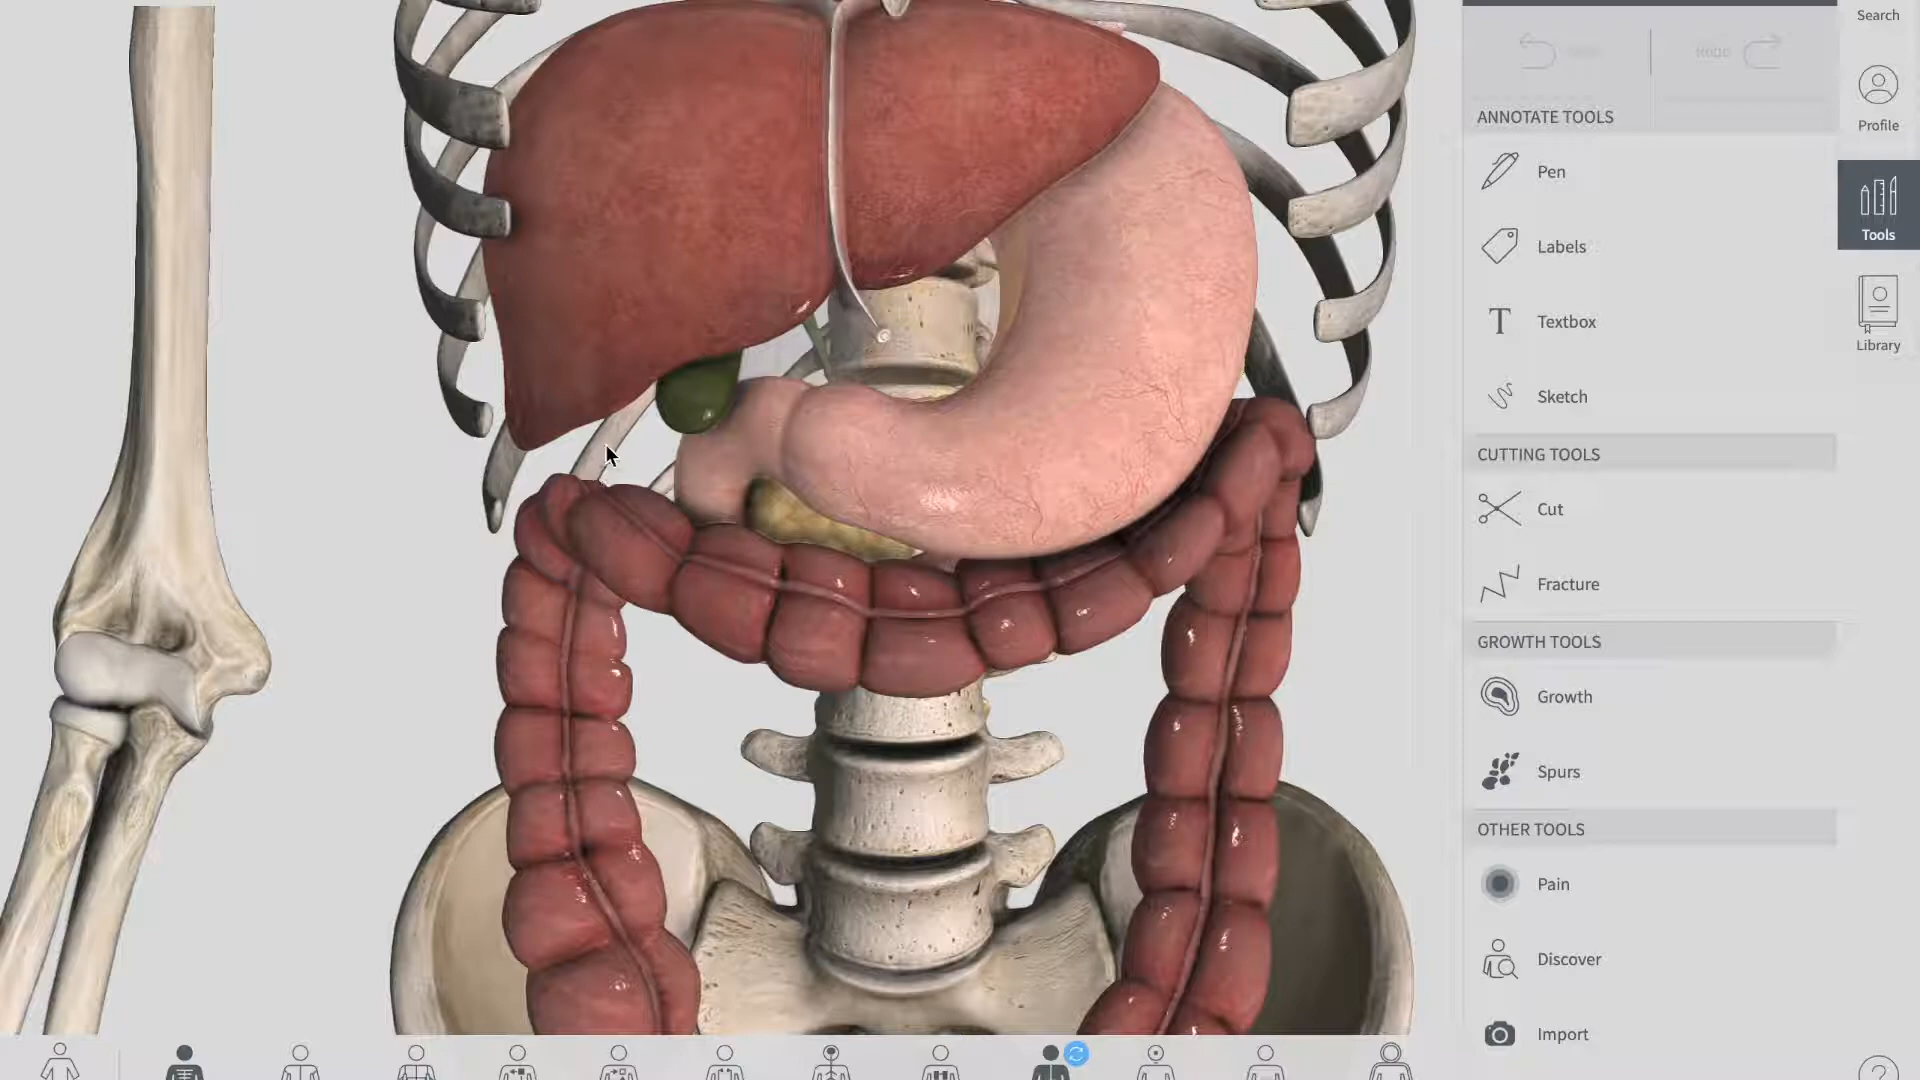 Search
Redo
Profile
ANNOTATE TOOLS
Pen
Labels
Tools
Textbox
Library
Sketch
CUTTING TOOLS
Cut
Fracture
GROWTH TOOLS
Growth
Spurs
OTHER TOOLS
Pain
Discover
Import